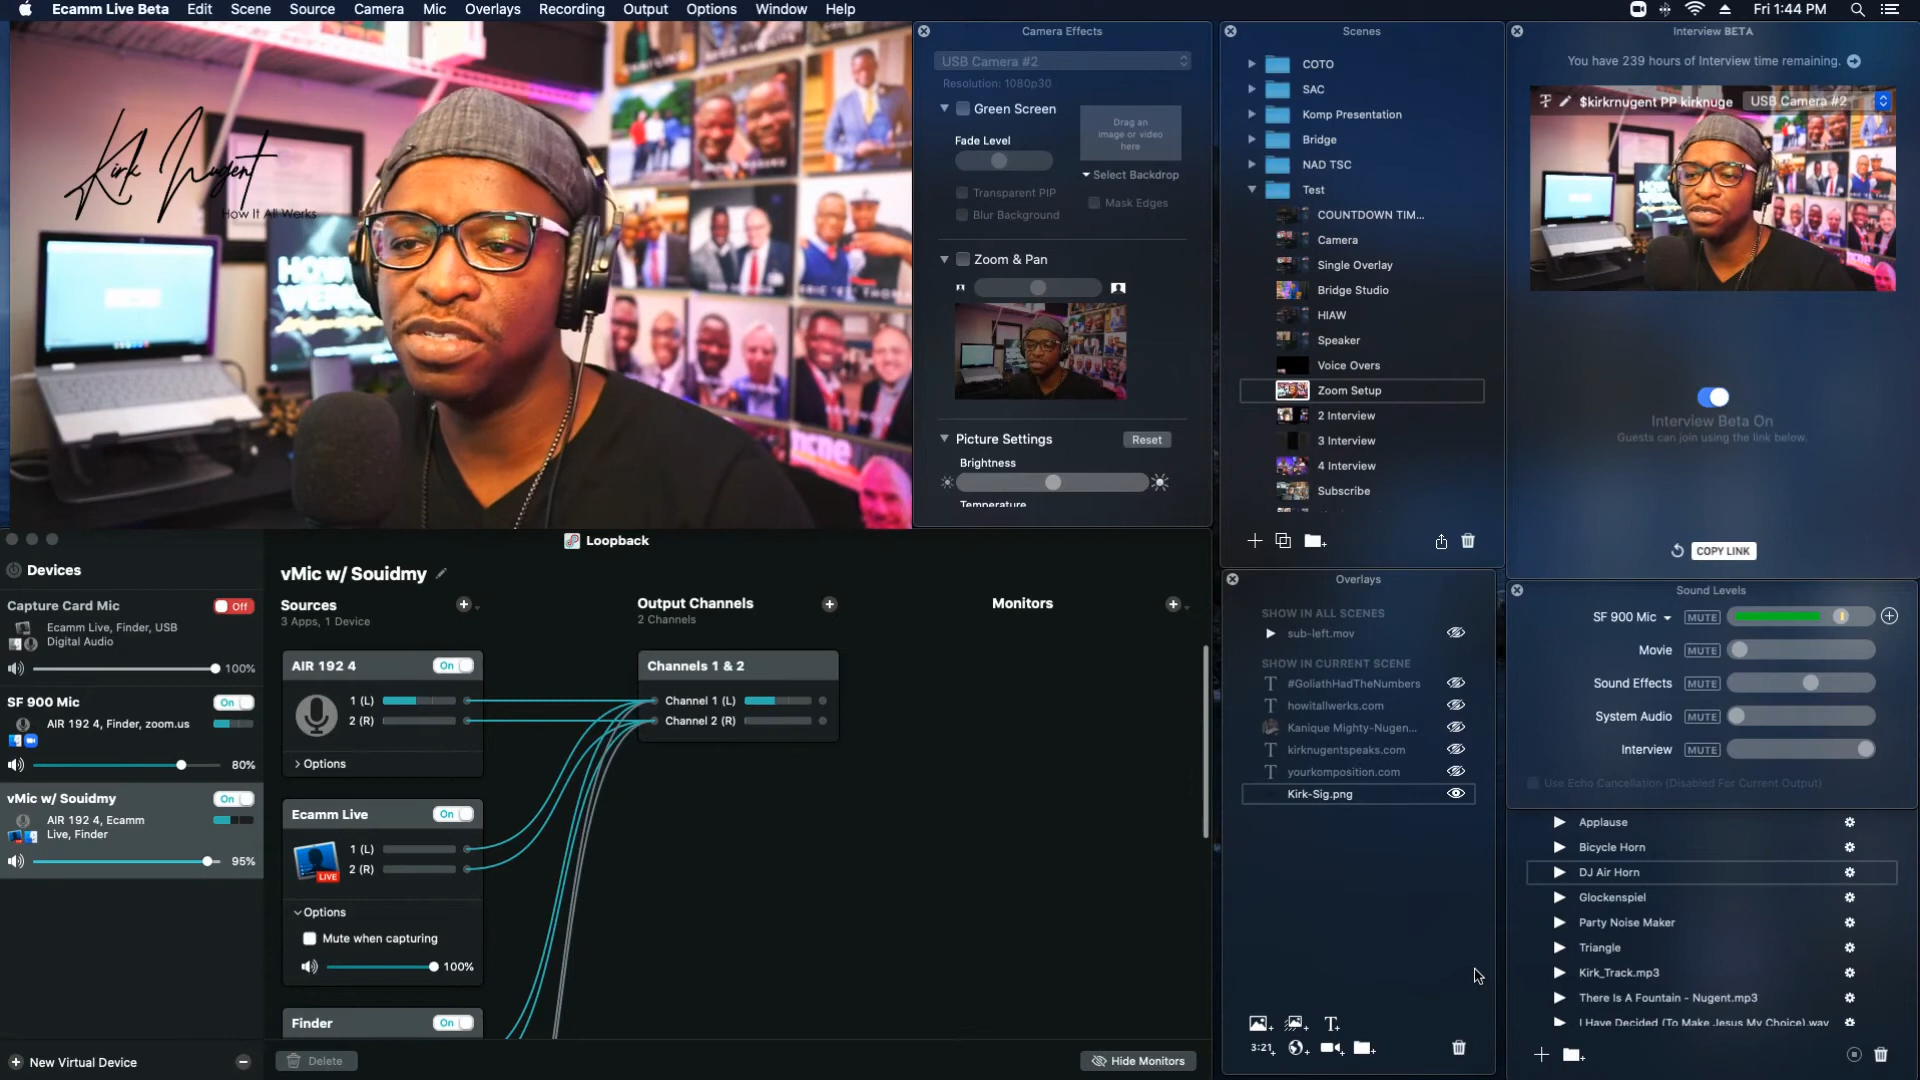 Ecamm Live Beta Edit Scene Source Camera Mic Overlays Recording Output Options Window Help
Fri 1:44 PM
Kirk Nugent
How It All Werks
Camera Effects
USB Camera #2
Resolution: 1080p30
Green Screen
Fade Level
Drag an
image or video
here
Select Backdrop
Transparent PIP
Mask Edges
Blur Background
Zoom & Pan
Picture Settings
Reset
Brightness
Temperature
Scenes
COTO
SAC
Komp Presentation
Bridge
NAD TSC
Test
COUNTDOWN TIM...
Camera
Single Overlay
Bridge Studio
HIAW
Speaker
Voice Overs
Zoom Setup
2 Interview
3 Interview
4 Interview
Subscribe
Interview BETA
You have 239 hours of Interview time remaining.
$kirkrnugent PP kirknuge
USB Camera #2
Interview Beta On
Guests can join using the link below.
COPY LINK
Loopback
Devices
Capture Card Mic
Off
Ecamm Live, Finder, USB
Digital Audio
100%
SF 900 Mic
On
AIR 192 4, Finder, zoom.us
80%
vMic w/ Souidmy
On
AIR 192 4, Ecamm
Live, Finder
95%
New Virtual Device
vMic w/ Souidmy
Sources
3 Apps, 1 Device
AIR 192 4
On
1 (L)
2 (R)
Options
Ecamm Live
On
LIVE
1 (L)
2 (R)
Options
Mute when capturing
100%
Finder
On
Output Channels
2 Channels
Channels 1 & 2
Channel 1 (L)
Channel 2 (R)
Monitors
Delete
Hide Monitors
Overlays
SHOW IN ALL SCENES
sub-left.mov
SHOW IN CURRENT SCENE
#GoliathHadTheNumbers
howitallwerks.com
Kanique Mighty-Nugen...
kirknugentspeaks.com
yourkomposition.com
Kirk-Sig.png
3:21
Sound Levels
SF 900 Mic
MUTE
Movie
MUTE
Sound Effects
MUTE
System Audio
MUTE
Interview
MUTE
Use Echo Cancellation (Disabled For Current Output)
Applause
Bicycle Horn
DJ Air Horn
Glockenspiel
Party Noise Maker
Triangle
Kirk_Track.mp3
There Is A Fountain - Nugent.mp3
I Have Decided (To Make Jesus My Choice).wav